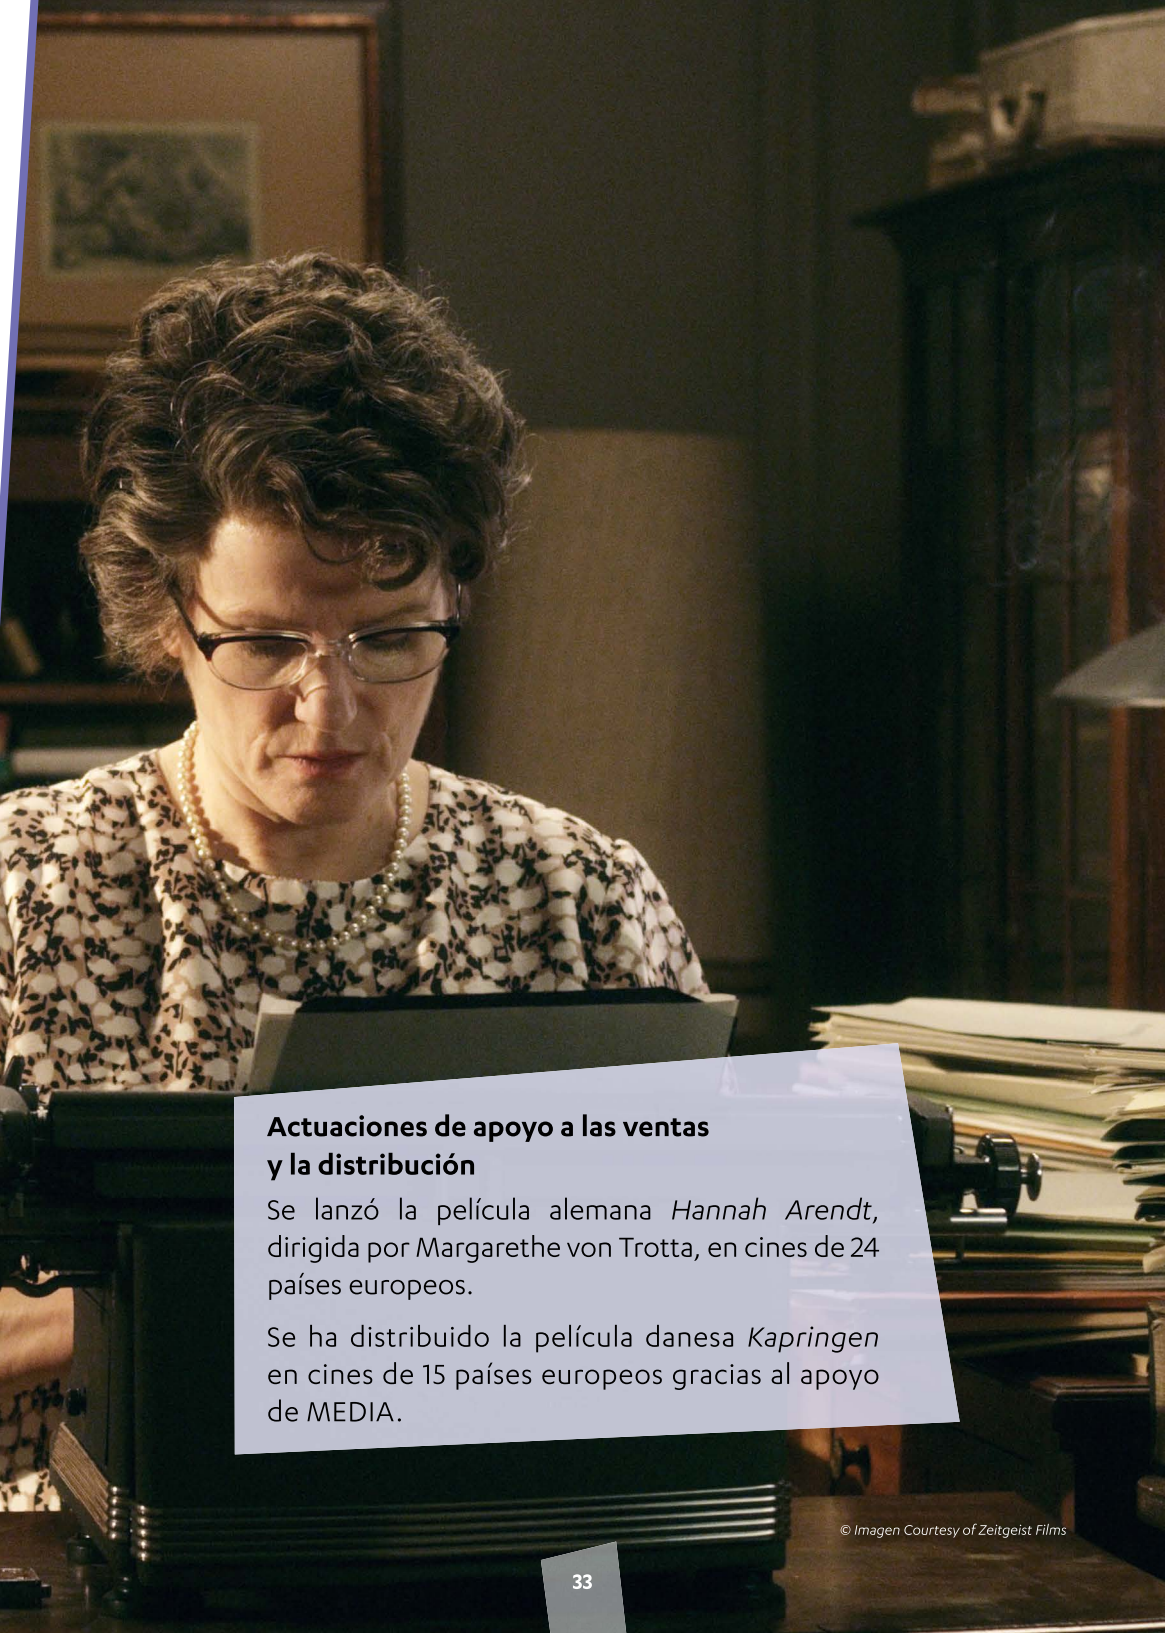 Actuaciones de apoyo a las ventas
y la distribución
Se lanzó la película alemana Hannah Arendt,
dirigida por Margarethe von Trotta, en cines de 24
países europeos.
Se ha distribuido la película danesa Kapringen
en cines de 15 países europeos gracias al apoyo
de MEDIA.
© Imagen Courtesy of Zeitgeist Films
33